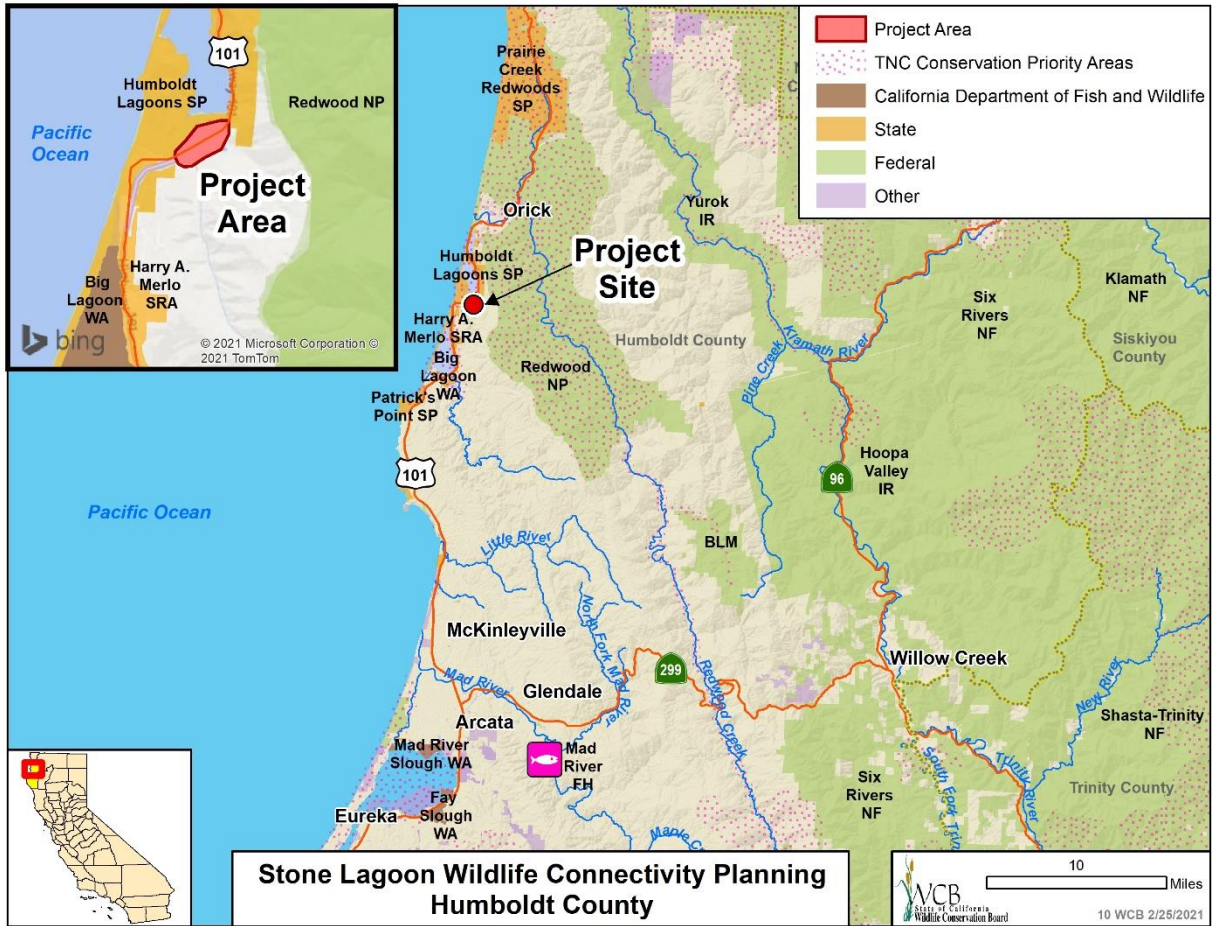 101
Humboldt
Lagoons SP
Redwood NP
Pacific
Ocean
Project
Area
Big
Lagoon
WA
Harry A.
Merlo
SRA
101
bing
© 2021 Microsoft Corporation ©
2021 TomTom
Project Area
TNC Conservation Priority Areas
California Department of Fish and Wildlife
State
Federal
Other
Prairie
Creek
Redwoods
SP
Orick
Yurok
IR
Humboldt
Lagoons SP
Project
Site
Harry A.
Merlo SRA
Big
Lagoon
WA
Patrick's
Point SP
Redwood
NP
Humboldt County
Pine Creek
Klamath River
Six
Rivers
NF
Klamath
NF
Siskiyou
County
Hoopa
Valley
IR
101
96
Pacific Ocean
BLM
Little River
McKinleyville
North Fork Mad River
299
Redwood Creek
Willow Creek
Mad River
Glendale
Arcata
New River
Shasta-Trinity
NF
Mad River
Slough WA
Mad
River
FH
Six
Rivers
NF
South Fork Trin
Trinity River
Trinity County
Eureka
Fay
Slough
WA
Maple C
Stone Lagoon Wildlife Connectivity Planning
Humboldt County
WCB
State of California
Wildlife Conservation Board
10
Miles
10 WCB 2/25/2021